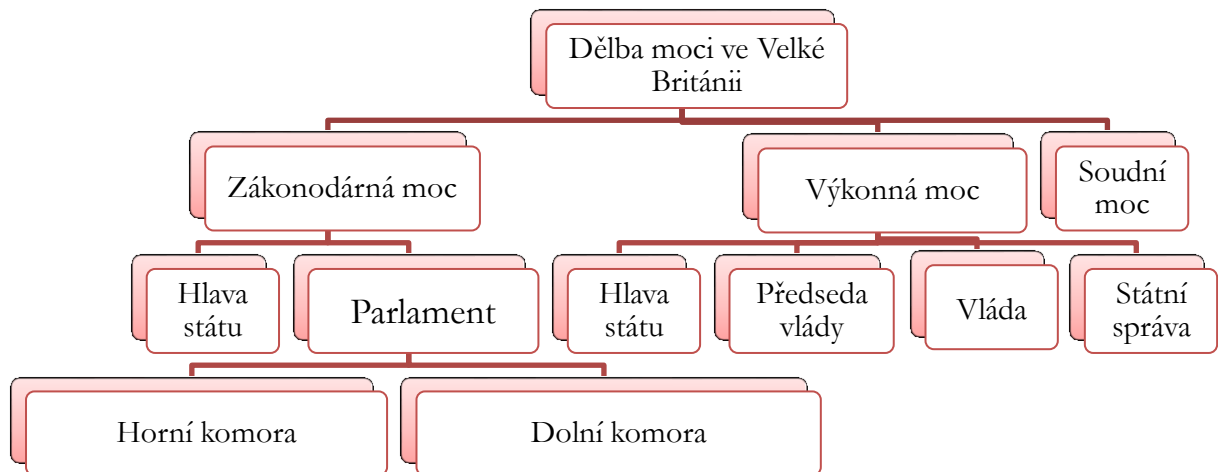 Dělba moci ve Velké
Británii
Zákonodárná moc
Výkonná moc
Soudní
moc
Hlava
státu
Parlament
Hlava
státu
Předseda
vlády
Vláda
Státní
správa
Horní komora
Dolní komora